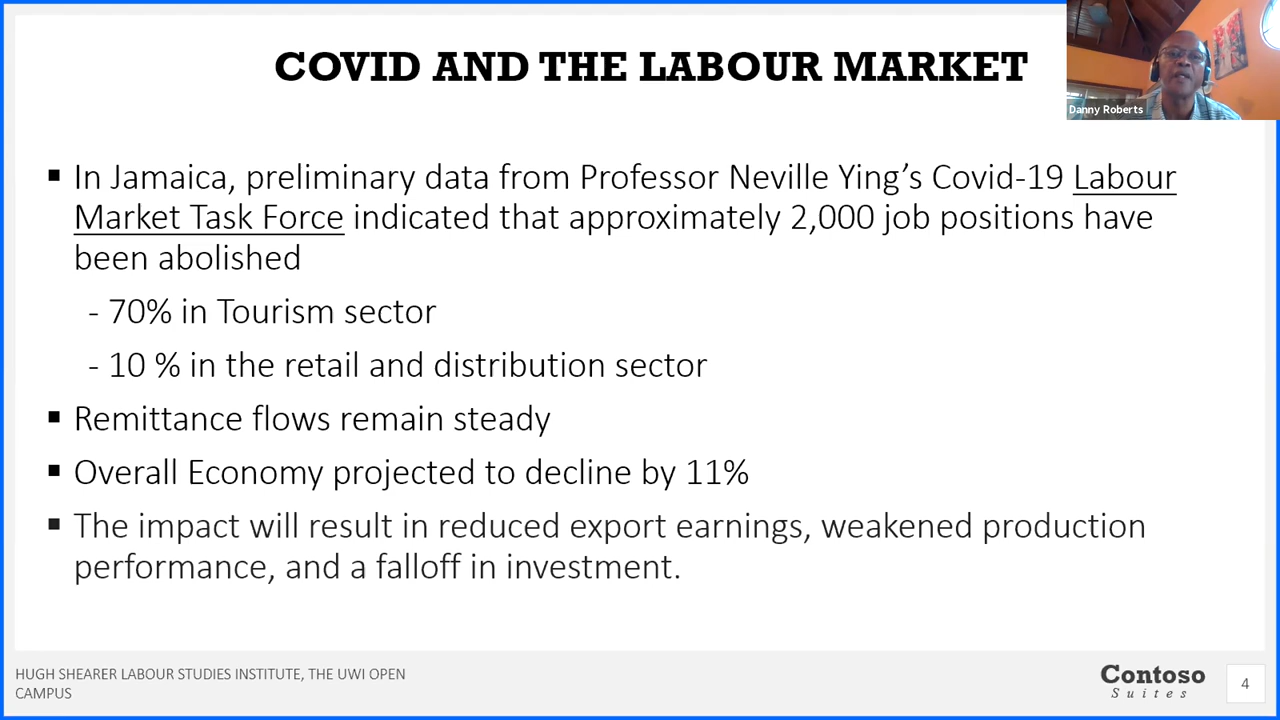 COVID AND THE LABOUR MARKET
Danny Roberts
▪ In Jamaica, preliminary data from Professor Neville Ying’s Covid-19 Labour
Market Task Force indicated that approximately 2,000 job positions have
been abolished
- 70% in Tourism sector
- 10 % in the retail and distribution sector
▪ Remittance flows remain steady
▪ Overall Economy projected to decline by 11%
▪ The impact will result in reduced export earnings, weakened production
performance, and a falloff in investment.
HUGH SHEARER LABOUR STUDIES INSTITUTE, THE UWI OPEN
CAMPUS
Contoso
Suites
4